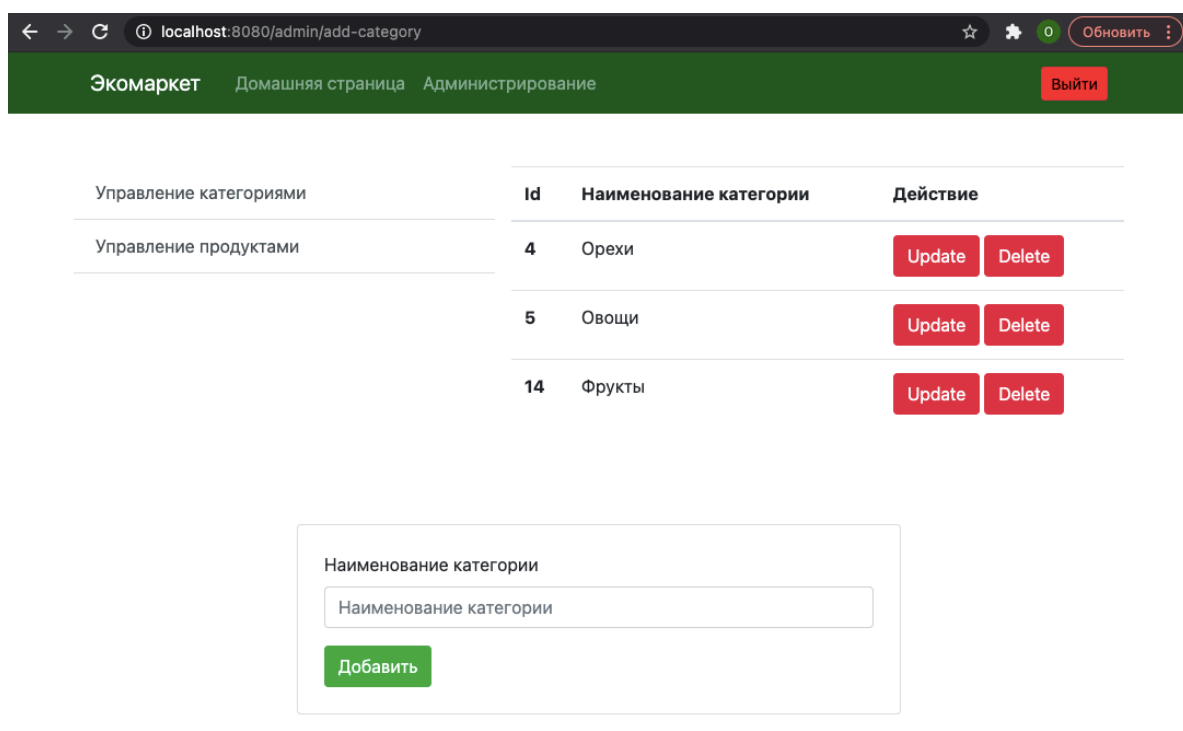 localhost:8080/admin/add-category
О
Обновить
Экомаркет Домашняя страница Администрирование Выйти
Управление категориями
Управление продуктами
Id Наименование категории Действие
4 Орехи Update Delete
5 Овощи Update Delete
14 Фрукты Update Delete
Наименование категории
Наименование категории
Добавить